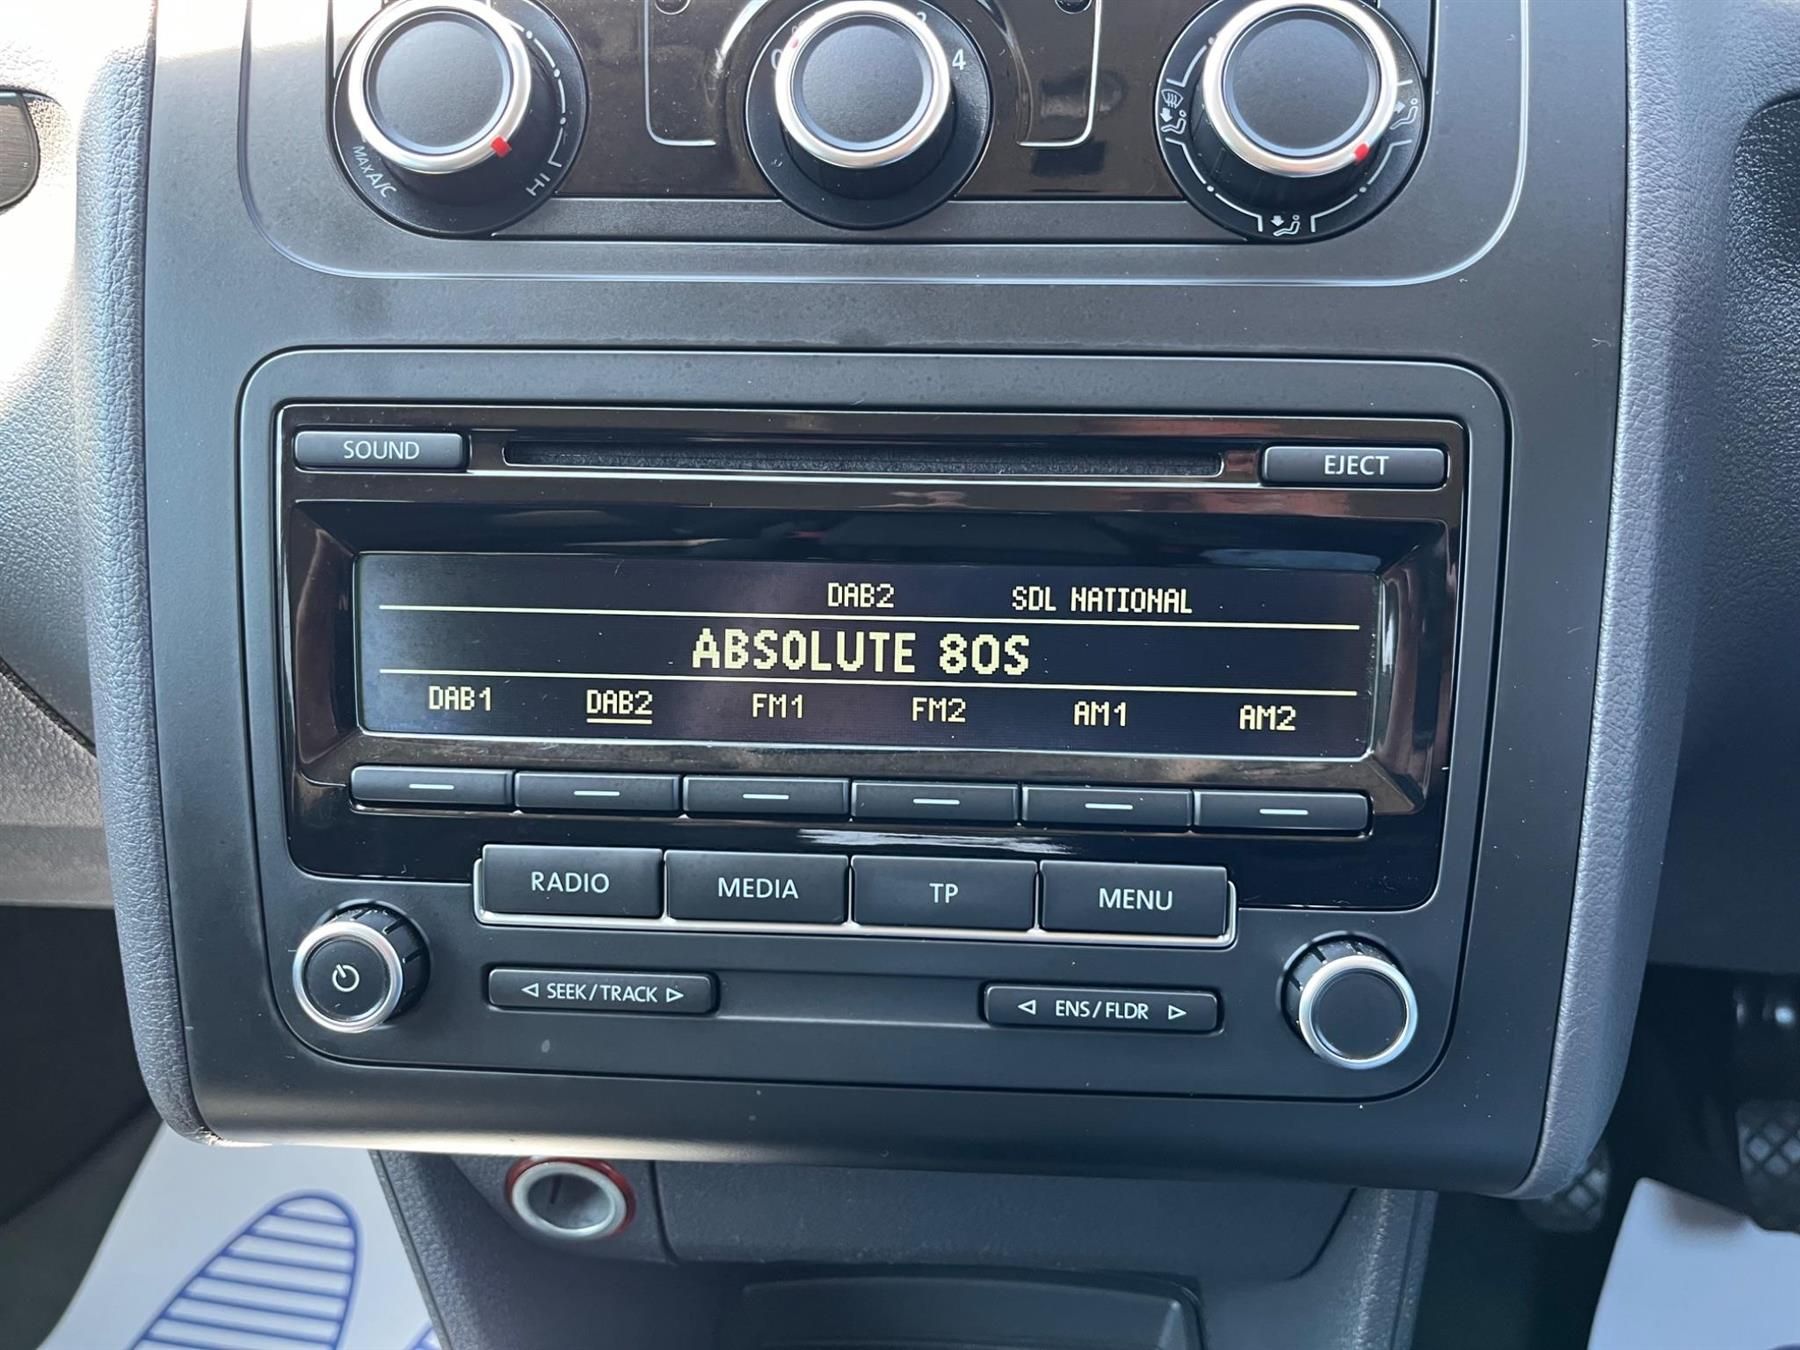 0 4
MAX A/C HI
SOUND EJECT
DAB2 SDL NATIONAL
ABSOLUTE 80S
DAB1 DAB2 FM1 FM2 AM1 AM2
RADIO MEDIA TP MENU
SEEK/TRACK ENS/FLDR